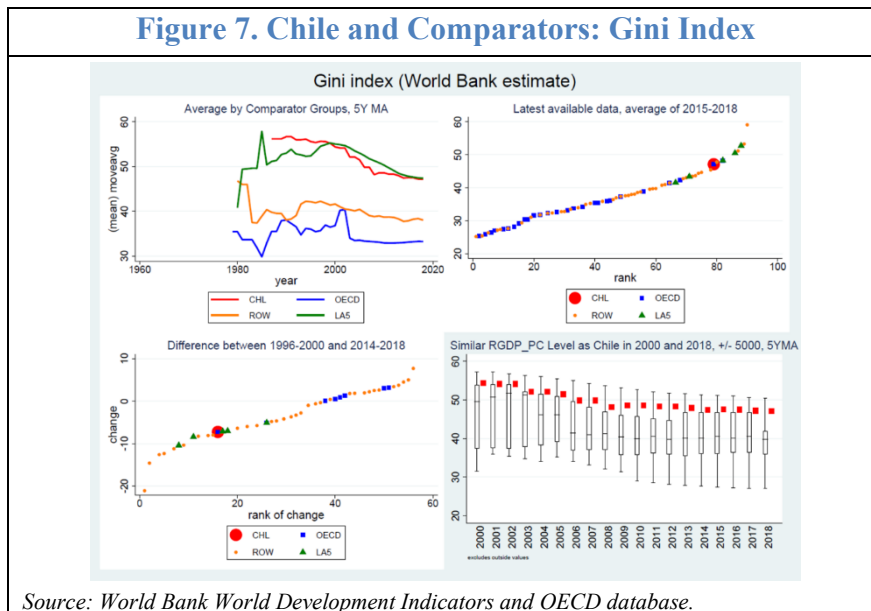 Figure 7. Chile and Comparators: Gini Index
Gini index (World Bank estimate)
Average by Comparator Groups, 5Y MA
(mean) moveavg
60
50
40
30
1960
1980
2000
2020
year
CHL
OECD
ROW
LA5
Latest available data, average of 2015-2018
60
50
40
30
20
0
20
40
60
80
100
rank
CHL
OECD
ROW
LA5
Difference between 1996-2000 and 2014-2018
change
10
0
-10
-20
0
20
40
60
rank of change
CHL
OECD
ROW
LA5
Similar RGDP_PC Level as Chile in 2000 and 2018, +/- 5000, 5YMA
60
50
40
30
20
2000
2001
2002
2003
2004
2005
2006
2007
2008
2009
2010
2011
2012
2013
2014
2015
2016
2017
2018
excludes outside values
Source: World Bank World Development Indicators and OECD database.